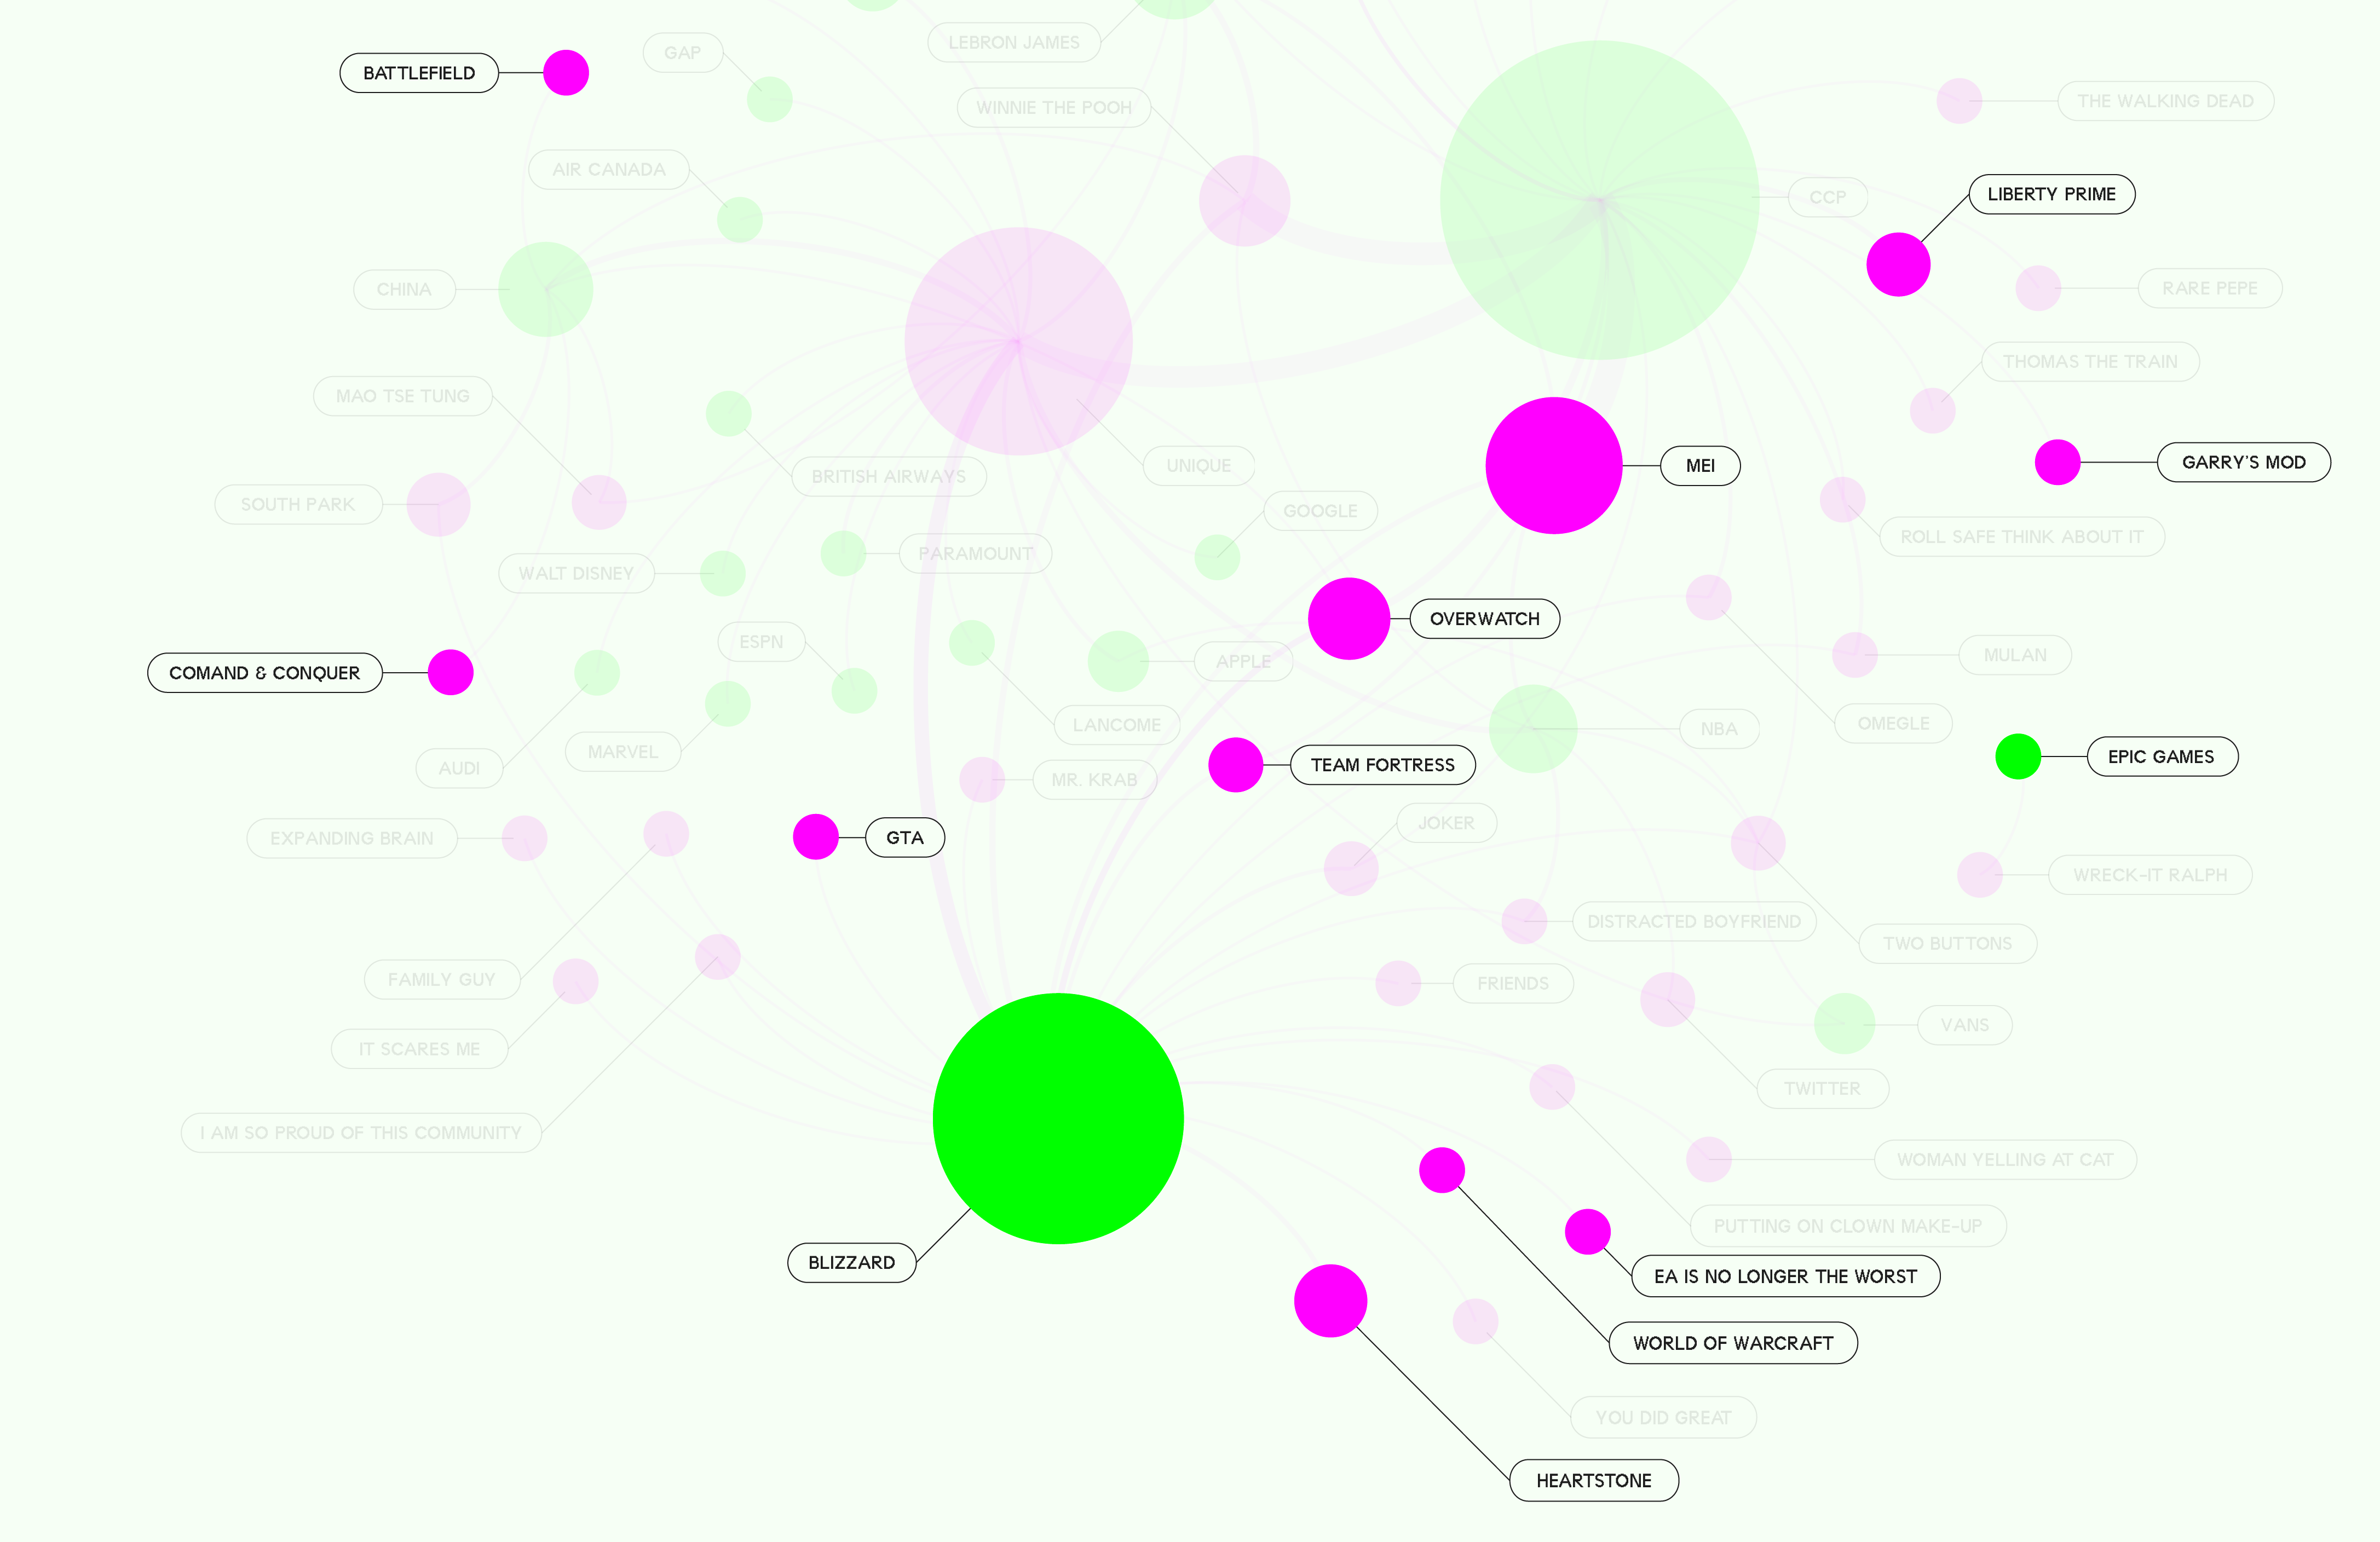 LEBRON JAMES
GAP
BATTLEFIELD
THE WALKING DEAD
WINNIE THE POOH
AIR CANADA
LIBERTY PRIME
CCP
RARE PEPE
CHINA
THOMAS THE TRAIN
MAO TSE TUNG
GARRY'S MOD
MEI
UNIQUE
BRITISH AIRWAYS
SOUTH PARK
GOOGLE
ROLL SAFE THINK ABOUT IT
PARAMOUNT
WALT DISNEY
OVERWATCH
ESPN
MULAN
APPLE
COMAND & CONQUER
OMEGLE
LANCOME
NBA
MARVEL
EPIC GAMES
TEAM FORTRESS
AUDI
MR. KRAB
JOKER
GTA
EXPANDING BRAIN
WRECK-IT RALPH
DISTRACTED BOYFRIEND
TWO BUTTONS
FAMILY GUY
FRIENDS
VANS
IT SCARES ME
TWITTER
I AM SO PROUD OF THIS COMMUNITY
WOMAN YELLING AT CAT
PUTTING ON CLOWN MAKE-UP
BLIZZARD
EA IS NO LONGER THE WORST
WORLD OF WARCRAFT
YOU DID GREAT
HEARTSTONE